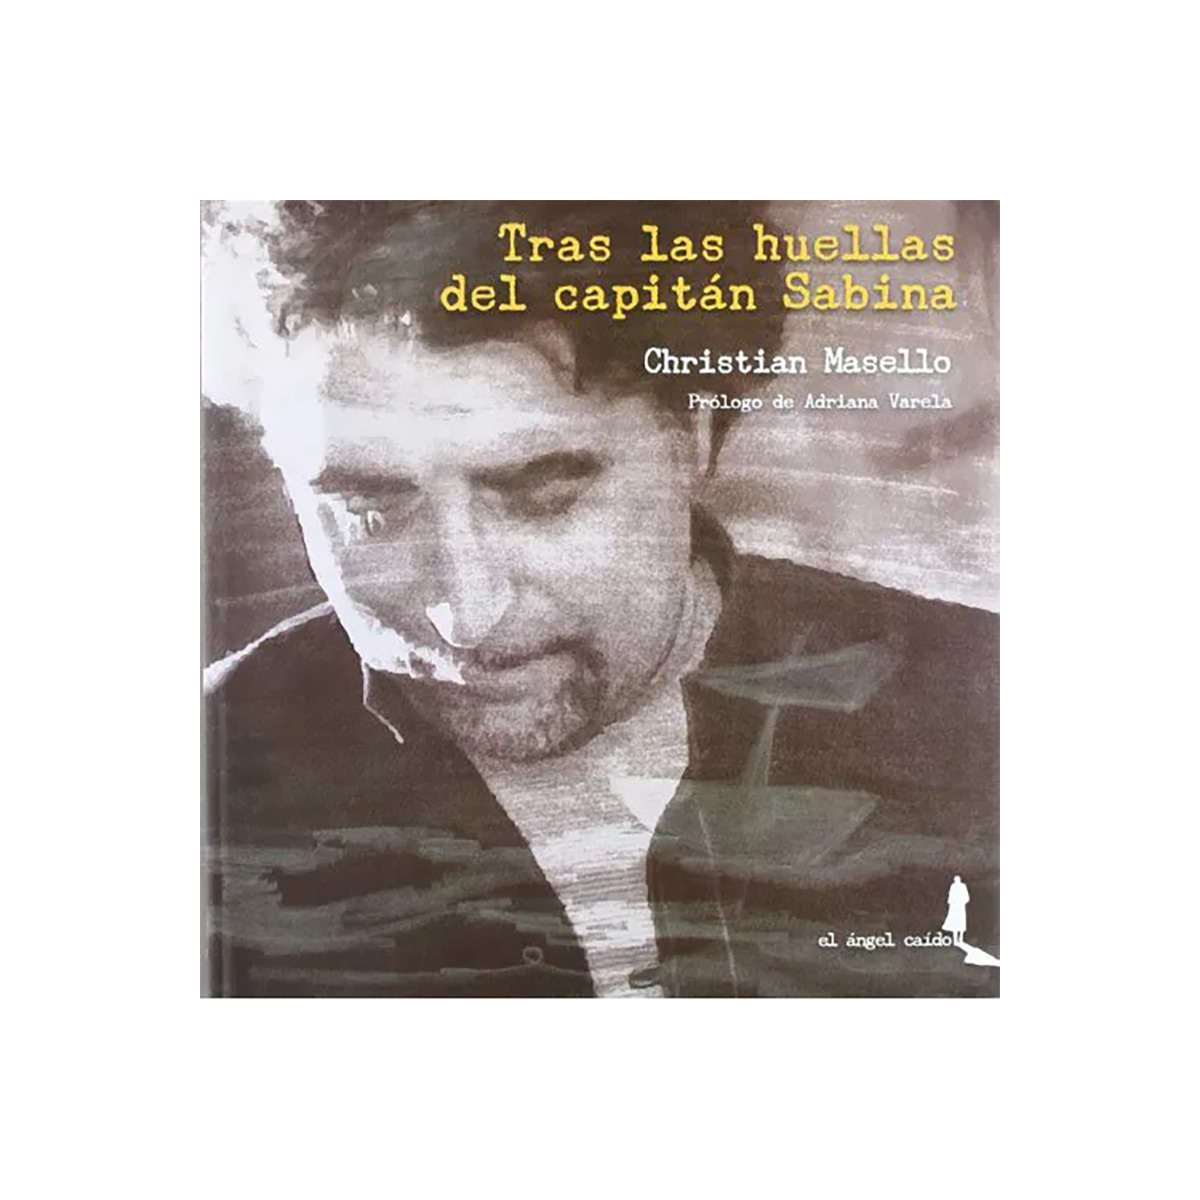 Tras las huellas
del capitán Sabina
Christian Masello
Prólogo de Adriana Varela
el ángel caído